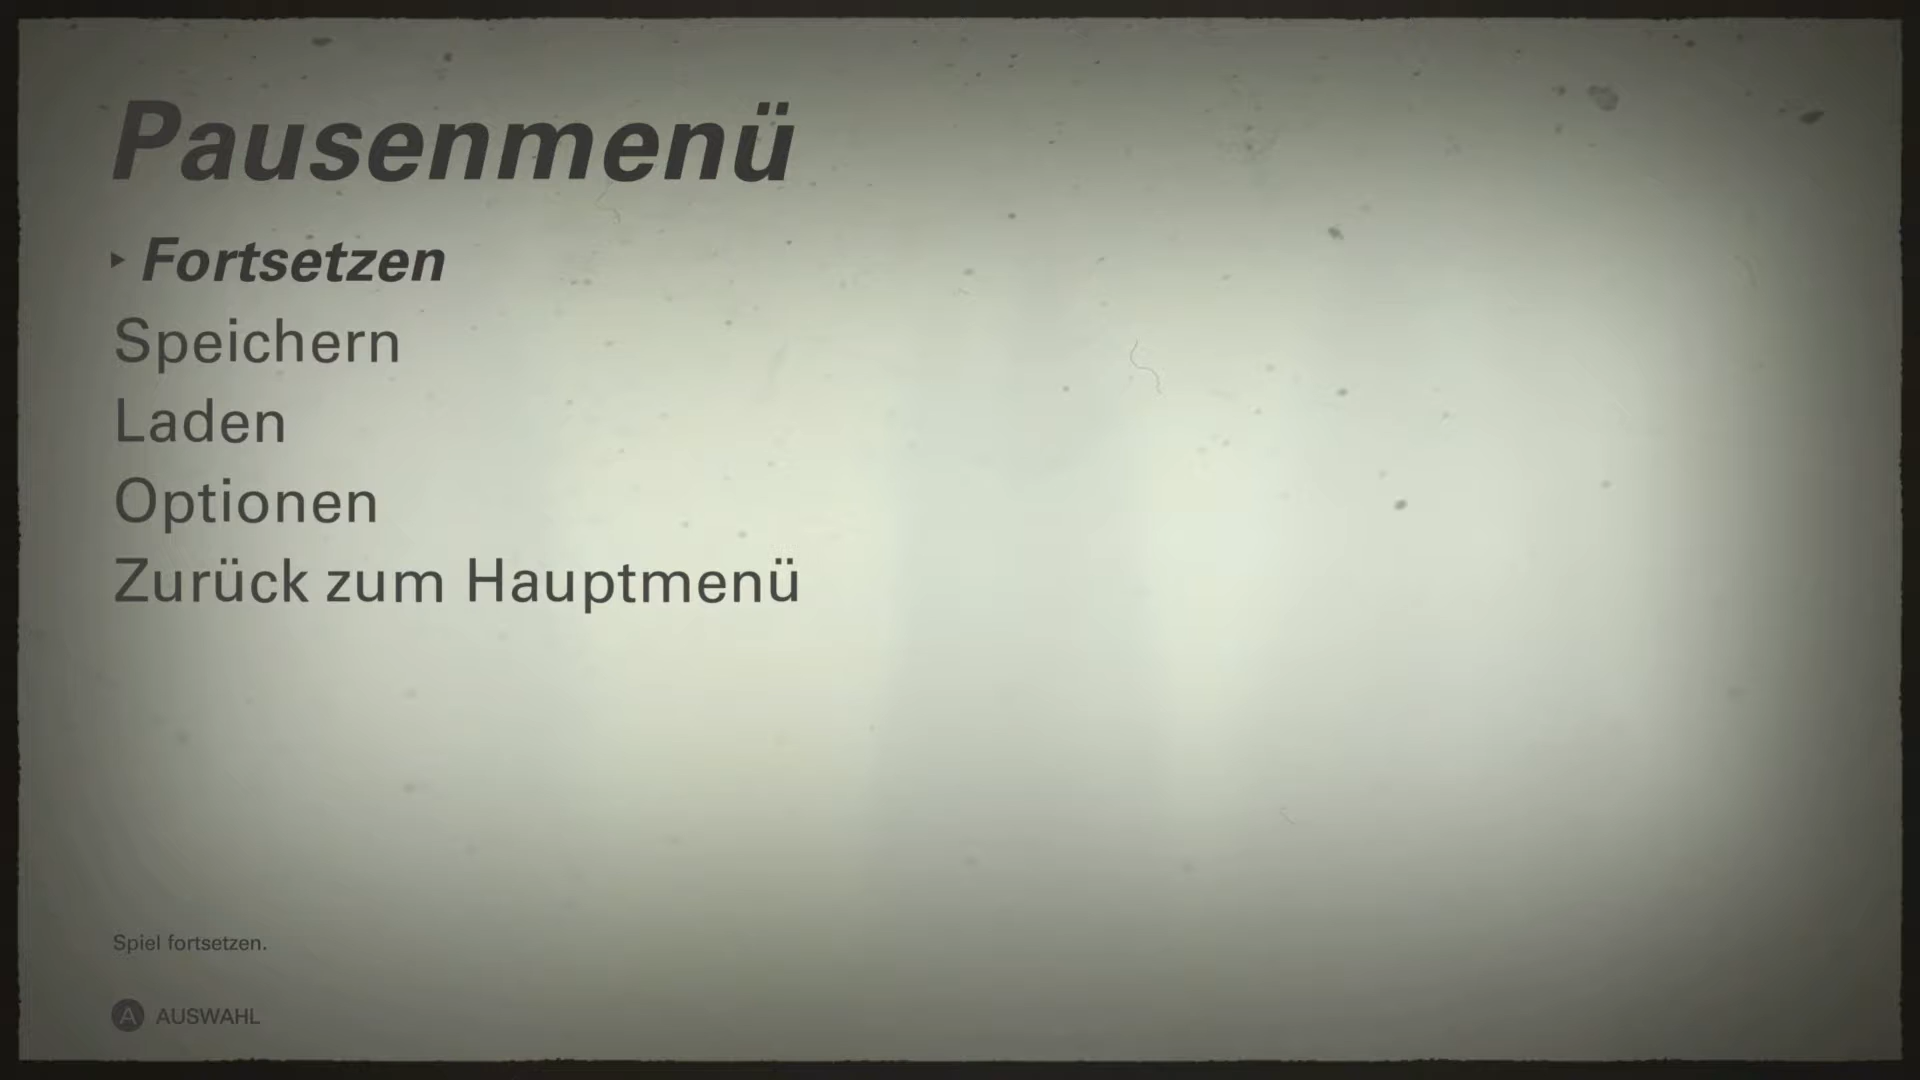 Pausenmenü
Fortsetzen
Speichern
Laden
Optionen
Zurück zum Hauptmenü
Spiel fortsetzen.
A AUSWAHL